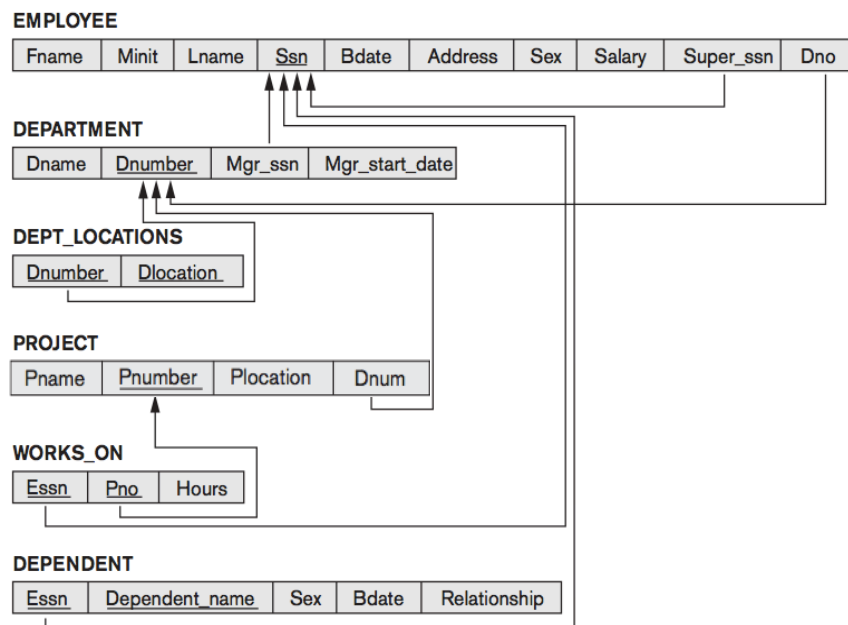 EMPLOYEE
Fname Minit Lname Ssn Bdate Address Sex Salary Super_ssn Dno
DEPARTMENT
Dname Dnumber Mgr_ssn Mgr_start_date
DEPT_LOCATIONS
Dnumber Dlocation
PROJECT
Pname Pnumber Plocation Dnum
WORKS_ON
Essn Pno Hours
DEPENDENT
Essn Dependent_name Sex Bdate Relationship